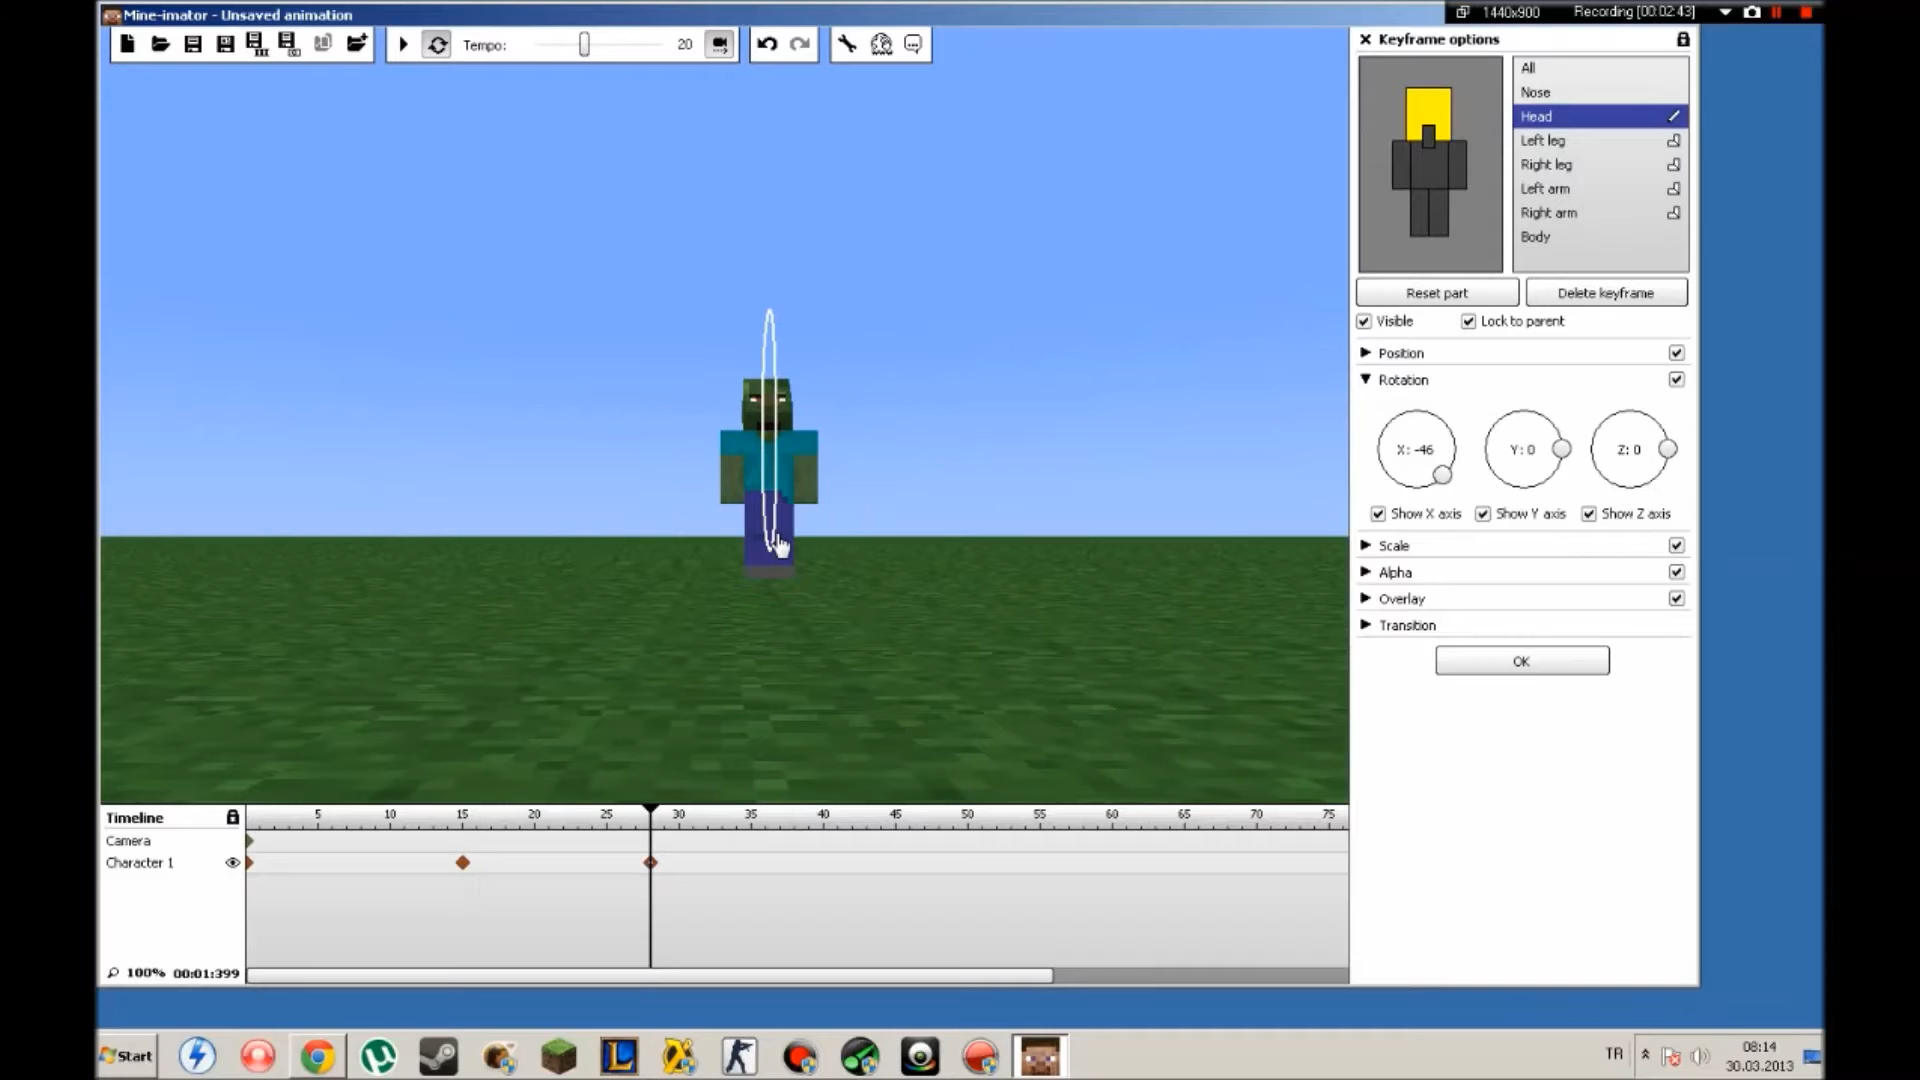 Mine-imator - Unsaved animation
1440x900
Recording [00:02:43]
Tempo:
20
Keyframe options
All
Nose
Head
Left leg
Right leg
Left arm
Right arm
Body
Reset part
Delete keyframe
Visible
Lock to parent
Position
Rotation
X: -46
Y: 0
Z: 0
Show X axis
Show Y axis
Show Z axis
Scale
Alpha
Overlay
Transition
OK
Timeline
5 10 15 20 25 30 35 40 45 50 55 60 65 70 75
Camera
Character 1
100% 00:01:399
Start
TR
08:14
30.03.2013